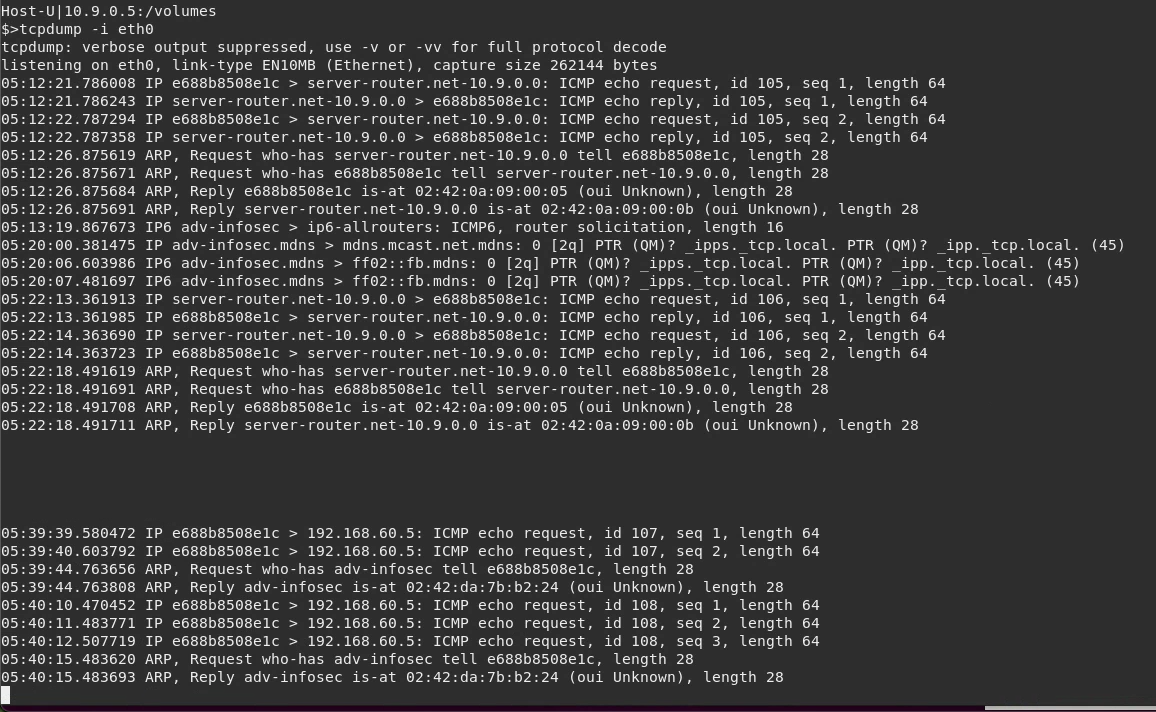 Host-U|10.9.0.5:/volumes
$>tcpdump -i eth0
tcpdump: verbose output suppressed, use -v or -vv for full protocol decode
listening on eth0, link-type EN10MB (Ethernet), capture size 262144 bytes
05:12:21.786008 IP e688b8508e1c > server-router.net-10.9.0.0: ICMP echo request, id 105, seq 1, length 64
05:12:21.786243 IP server-router.net-10.9.0.0 > e688b8508e1c: ICMP echo reply, id 105, seq 1, length 64
05:12:22.787294 IP e688b8508e1c > server-router.net-10.9.0.0: ICMP echo request, id 105, seq 2, length 64
05:12:22.787358 IP server-router.net-10.9.0.0 > e688b8508e1c: ICMP echo reply, id 105, seq 2, length 64
05:12:26.875619 ARP, Request who-has server-router.net-10.9.0.0 tell e688b8508e1c, length 28
05:12:26.875671 ARP, Request who-has e688b8508e1c tell server-router.net-10.9.0.0, length 28
05:12:26.875684 ARP, Reply e688b8508e1c is-at 02:42:0a:09:00:05 (oui Unknown), length 28
05:12:26.875691 ARP, Reply server-router.net-10.9.0.0 is-at 02:42:0a:09:00:0b (oui Unknown), length 28
05:13:19.867673 IP6 adv-infosec > ip6-allrouters: ICMP6, router solicitation, length 16
05:20:00.381475 IP adv-infosec.mdns > mdns.mcast.net.mdns: 0 [2q] PTR (QM)? _ipps._tcp.local. PTR (QM)? _ipp._tcp.local. (45)
05:20:06.603986 IP6 adv-infosec.mdns > ff02::fb.mdns: 0 [2q] PTR (QM)? _ipps._tcp.local. PTR (QM)? _ipp._tcp.local. (45)
05:20:07.481697 IP6 adv-infosec.mdns > ff02::fb.mdns: 0 [2q] PTR (QM)? _ipps._tcp.local. PTR (QM)? _ipp._tcp.local. (45)
05:22:13.361913 IP server-router.net-10.9.0.0 > e688b8508e1c: ICMP echo request, id 106, seq 1, length 64
05:22:13.361985 IP e688b8508e1c > server-router.net-10.9.0.0: ICMP echo reply, id 106, seq 1, length 64
05:22:14.363690 IP server-router.net-10.9.0.0 > e688b8508e1c: ICMP echo request, id 106, seq 2, length 64
05:22:14.363723 IP e688b8508e1c > server-router.net-10.9.0.0: ICMP echo reply, id 106, seq 2, length 64
05:22:18.491619 ARP, Request who-has server-router.net-10.9.0.0 tell e688b8508e1c, length 28
05:22:18.491691 ARP, Request who-has e688b8508e1c tell server-router.net-10.9.0.0, length 28
05:22:18.491708 ARP, Reply e688b8508e1c is-at 02:42:0a:09:00:05 (oui Unknown), length 28
05:22:18.491711 ARP, Reply server-router.net-10.9.0.0 is-at 02:42:0a:09:00:0b (oui Unknown), length 28
05:39:39.580472 IP e688b8508e1c > 192.168.60.5: ICMP echo request, id 107, seq 1, length 64
05:39:40.603792 IP e688b8508e1c > 192.168.60.5: ICMP echo request, id 107, seq 2, length 64
05:39:44.763656 ARP, Request who-has adv-infosec tell e688b8508e1c, length 28
05:39:44.763808 ARP, Reply adv-infosec is-at 02:42:da:7b:b2:24 (oui Unknown), length 28
05:40:10.470452 IP e688b8508e1c > 192.168.60.5: ICMP echo request, id 108, seq 1, length 64
05:40:11.483771 IP e688b8508e1c > 192.168.60.5: ICMP echo request, id 108, seq 2, length 64
05:40:12.507719 IP e688b8508e1c > 192.168.60.5: ICMP echo request, id 108, seq 3, length 64
05:40:15.483620 ARP, Request who-has adv-infosec tell e688b8508e1c, length 28
05:40:15.483693 ARP, Reply adv-infosec is-at 02:42:da:7b:b2:24 (oui Unknown), length 28